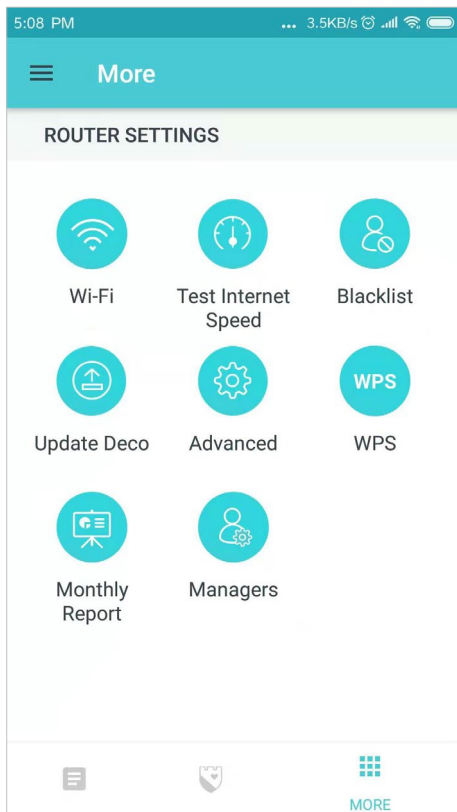 5:08 PM ... 3.5KB/s
More
ROUTER SETTINGS
Wi-Fi
Test Internet
Speed
Blacklist
Update Deco
Advanced
WPS
WPS
Monthly
Report
Managers
MORE